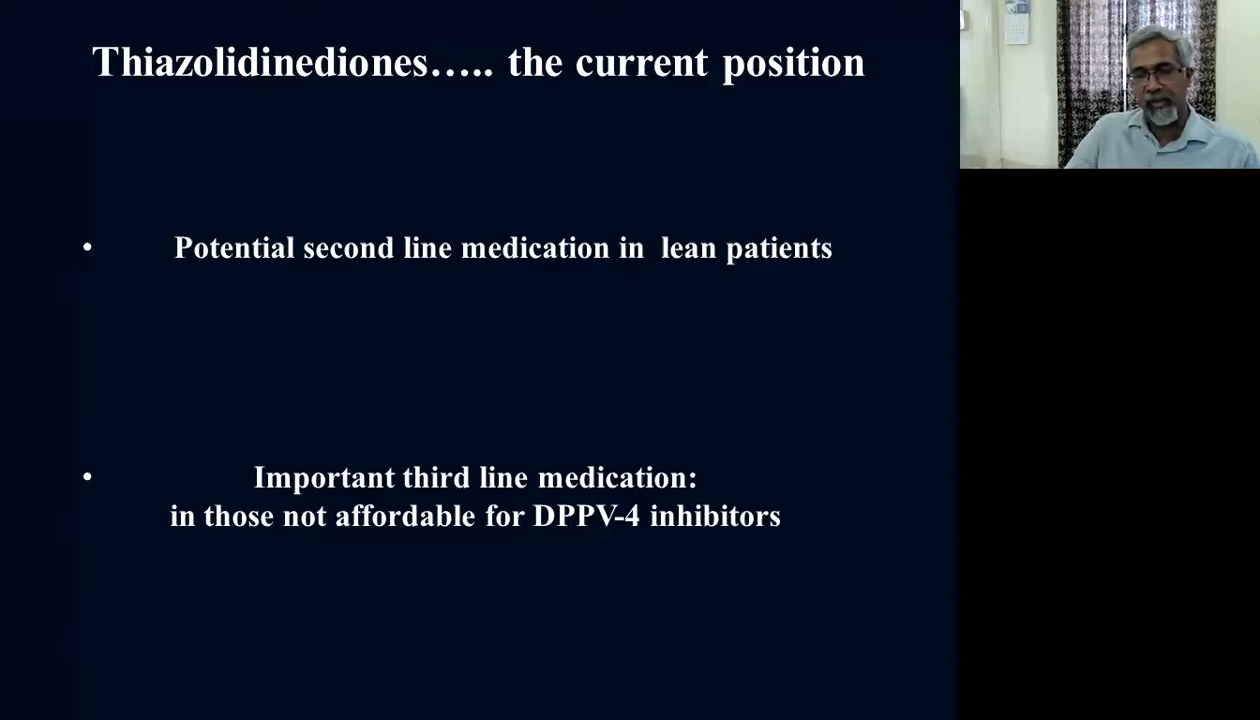 Thiazolidinediones….. the current position
• Potential second line medication in lean patients
• Important third line medication:
in those not affordable for DPPV-4 inhibitors